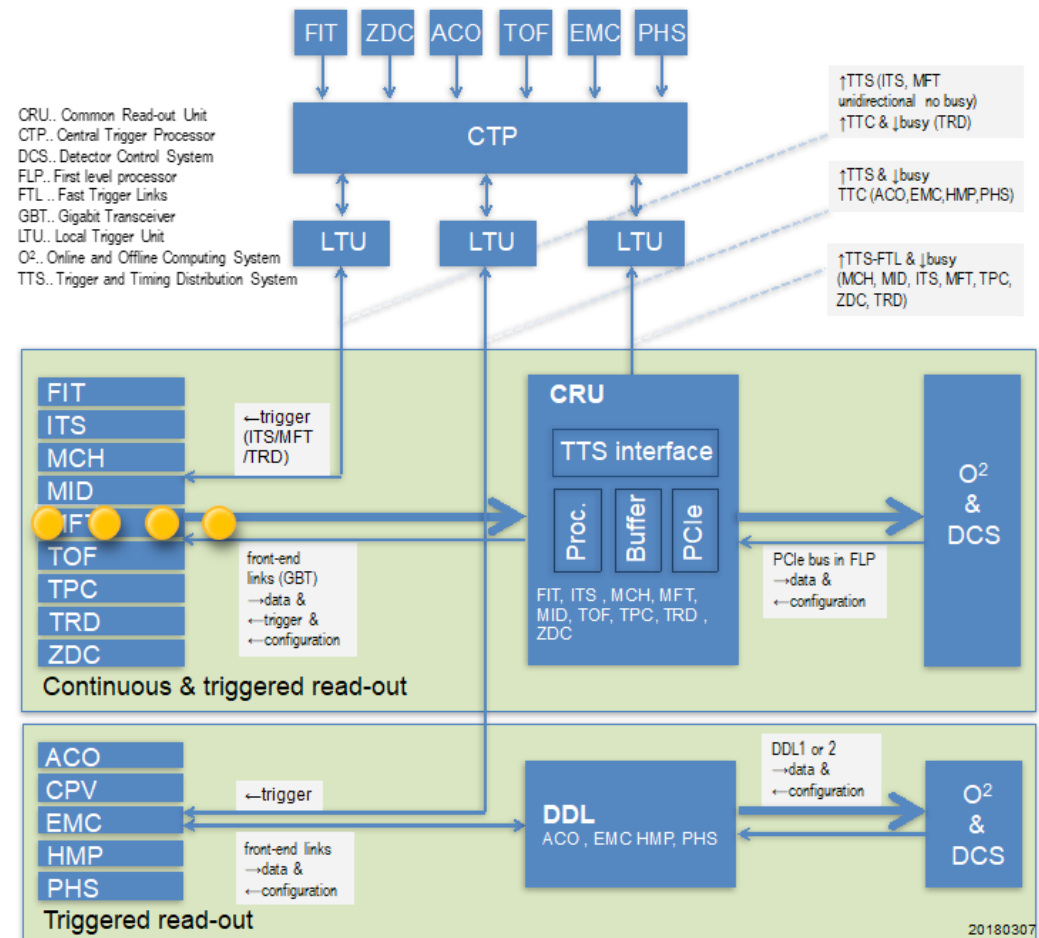 FIT ZDC ACO TOF EMC PHS
CTP
CRU.. Common Read-out Unit
CTP.. Central Trigger Processor
DCS.. Detector Control System
FLP.. First level processor
FTL .. Fast Trigger Links
GBT.. Gigabit Transceiver
LTU.. Local Trigger Unit
O².. Online and Offline Computing System
TTS.. Trigger and Timing Distribution System
↑TTS (ITS, MFT
unidirectional no busy)
↑TTC & ↓busy (TRD)
↑TTS & ↓busy
TTC (ACO,EMC,HMP,PHS)
↑TTS-FTL & ↓busy
(MCH, MID, ITS, MFT, TPC,
ZDC, TRD)
LTU LTU LTU
FIT
ITS
MCH
MID
TOF
TPC
TRD
ZDC
←trigger
(ITS/MFT
/TRD)
front-end
links (GBT)
→data &
←trigger &
←configuration
CRU
TTS interface
Proc.
Buffer
PCIe
FIT, ITS , MCH, MFT,
MID, TOF, TPC, TRD ,
ZDC
PCIe bus in FLP
→data &
←configuration
O²
&
DCS
Continuous & triggered read-out
ACO
CPV
EMC
HMP
PHS
←trigger
front-end links
→data &
←configuration
DDL
ACO , EMC HMP, PHS
DDL1 or 2
→data &
←configuration
O²
&
DCS
Triggered read-out
20180307